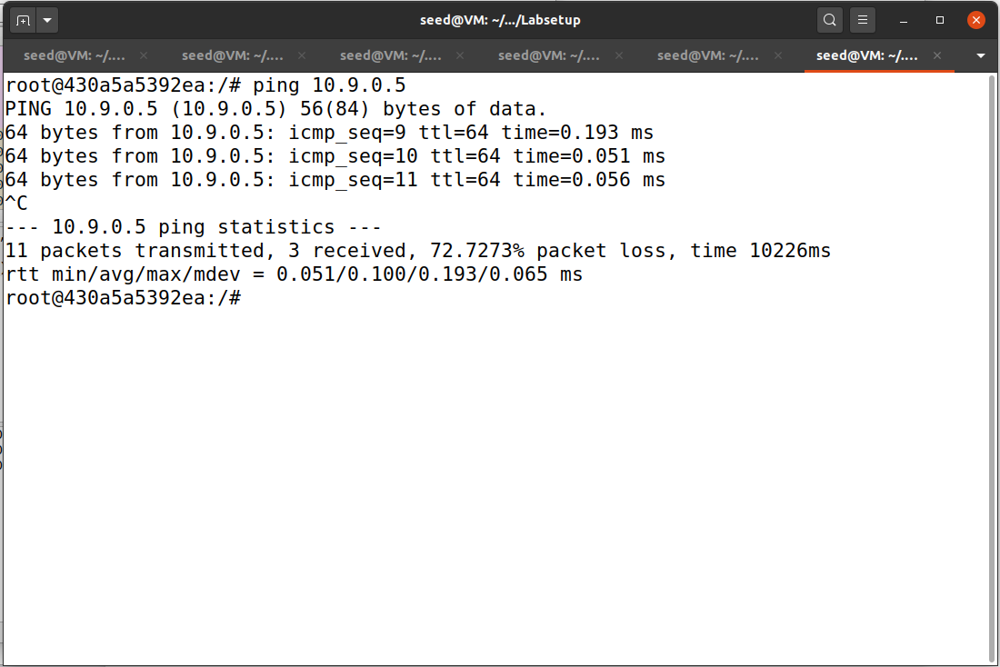 seed@VM: ~/.../Labsetup
seed@VM: ~/.... seed@VM: ~/.... seed@VM: ~/.... seed@VM: ~/.... seed@VM: ~/.... seed@VM: ~/....
root@430a5a5392ea:/# ping 10.9.0.5
PING 10.9.0.5 (10.9.0.5) 56(84) bytes of data.
64 bytes from 10.9.0.5: icmp_seq=9 ttl=64 time=0.193 ms
64 bytes from 10.9.0.5: icmp_seq=10 ttl=64 time=0.051 ms
64 bytes from 10.9.0.5: icmp_seq=11 ttl=64 time=0.056 ms
^C
--- 10.9.0.5 ping statistics ---
11 packets transmitted, 3 received, 72.7273% packet loss, time 10226ms
rtt min/avg/max/mdev = 0.051/0.100/0.193/0.065 ms
root@430a5a5392ea:/#